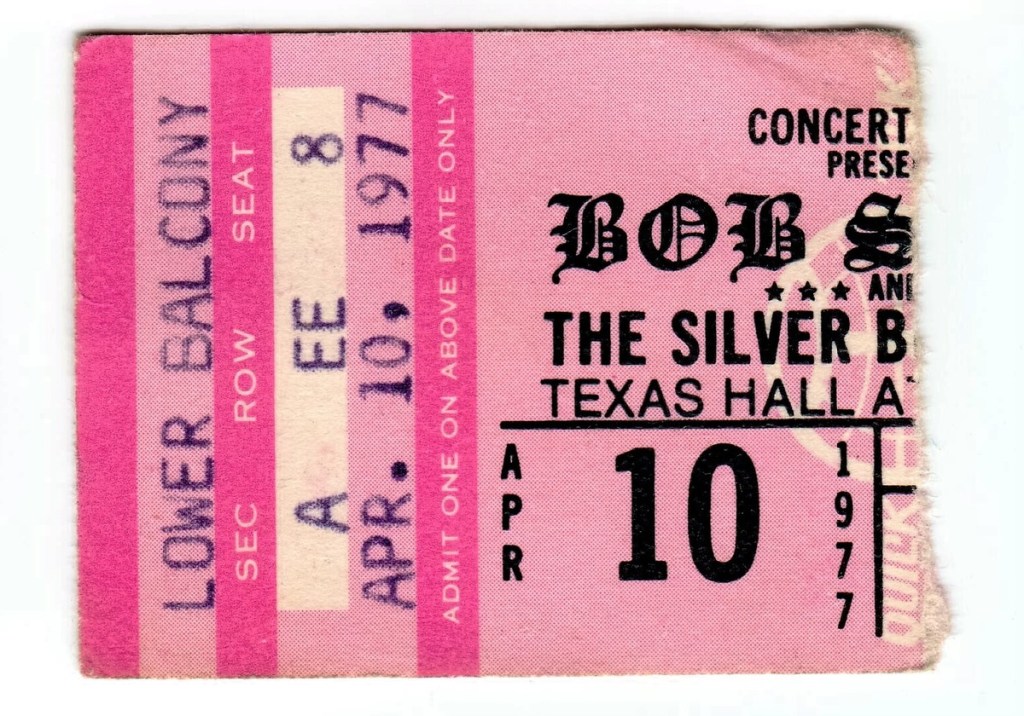 LOWER BALCONY
SEC ROW SEAT
A EE 8
APR. 10, 1977
ADMIT ONE ON ABOVE DATE ONLY
CONCERT
PRESE
BOB S
★ ★ ★ AND
THE SILVER B
TEXAS HALL A
APR 10 1977